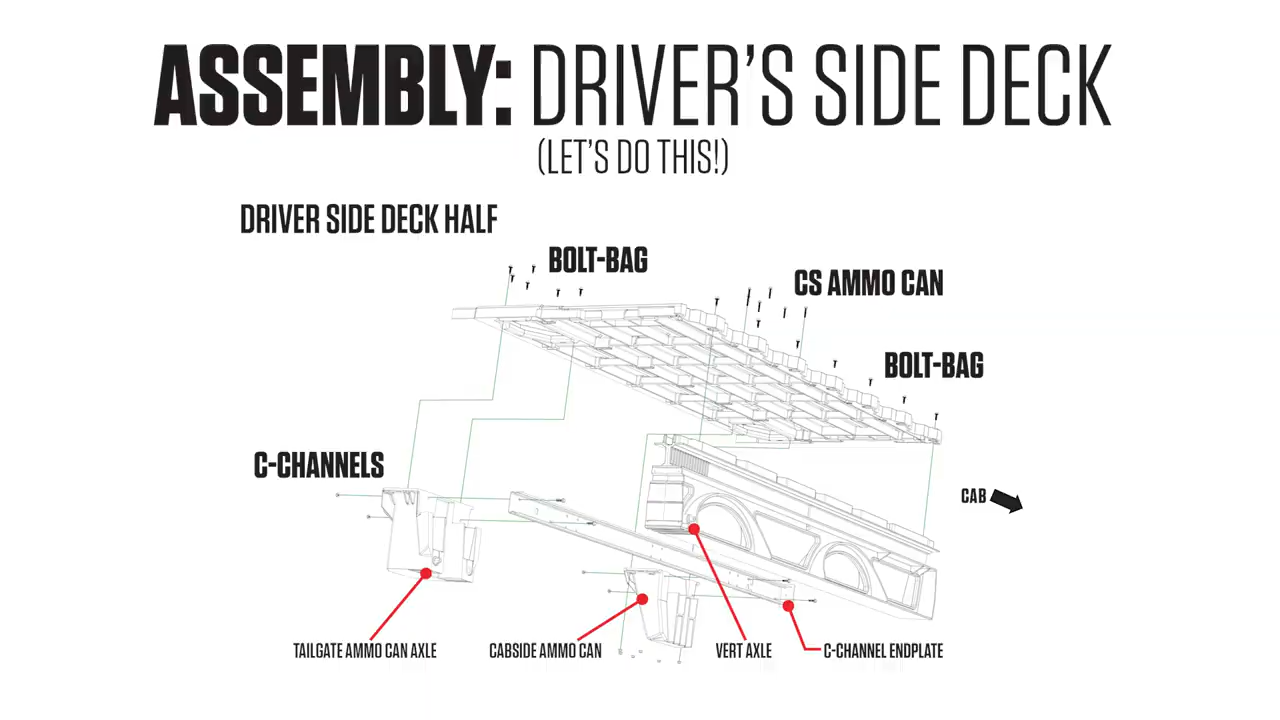 ASSEMBLY: DRIVER'S SIDE DECK
(LET'S DO THIS!)
DRIVER SIDE DECK HALF
BOLT-BAG
CS AMMO CAN
BOLT-BAG
C-CHANNELS
CAB
TAILGATE AMMO CAN AXLE
CABSIDE AMMO CAN
VERT AXLE
C-CHANNEL ENDPLATE